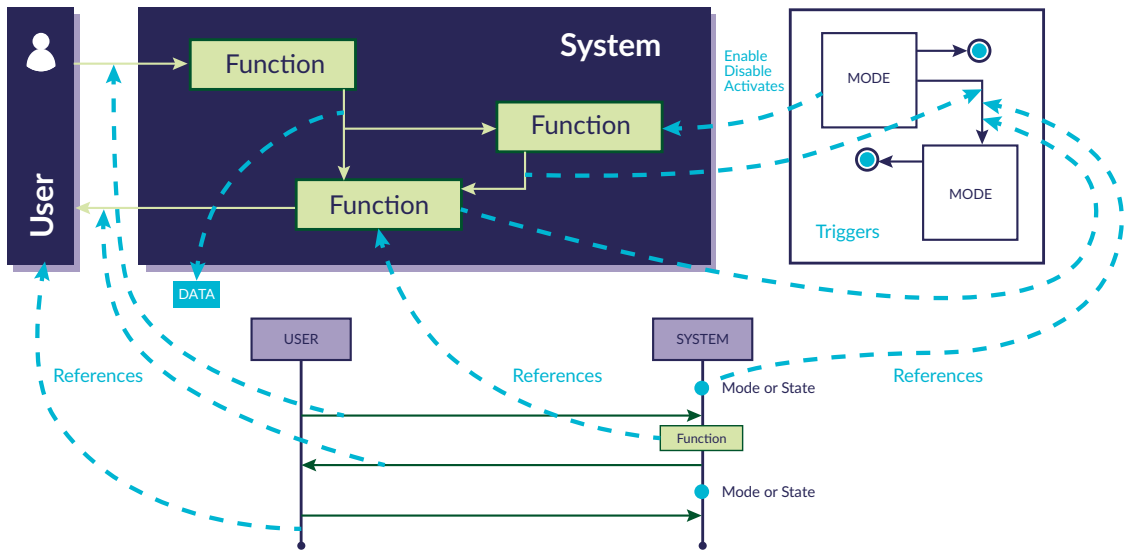 User
System
Function
Function
Function
DATA
Enable
Disable
Activates
MODE
MODE
Triggers
USER
SYSTEM
References
References
References
Mode or State
Function
Mode or State